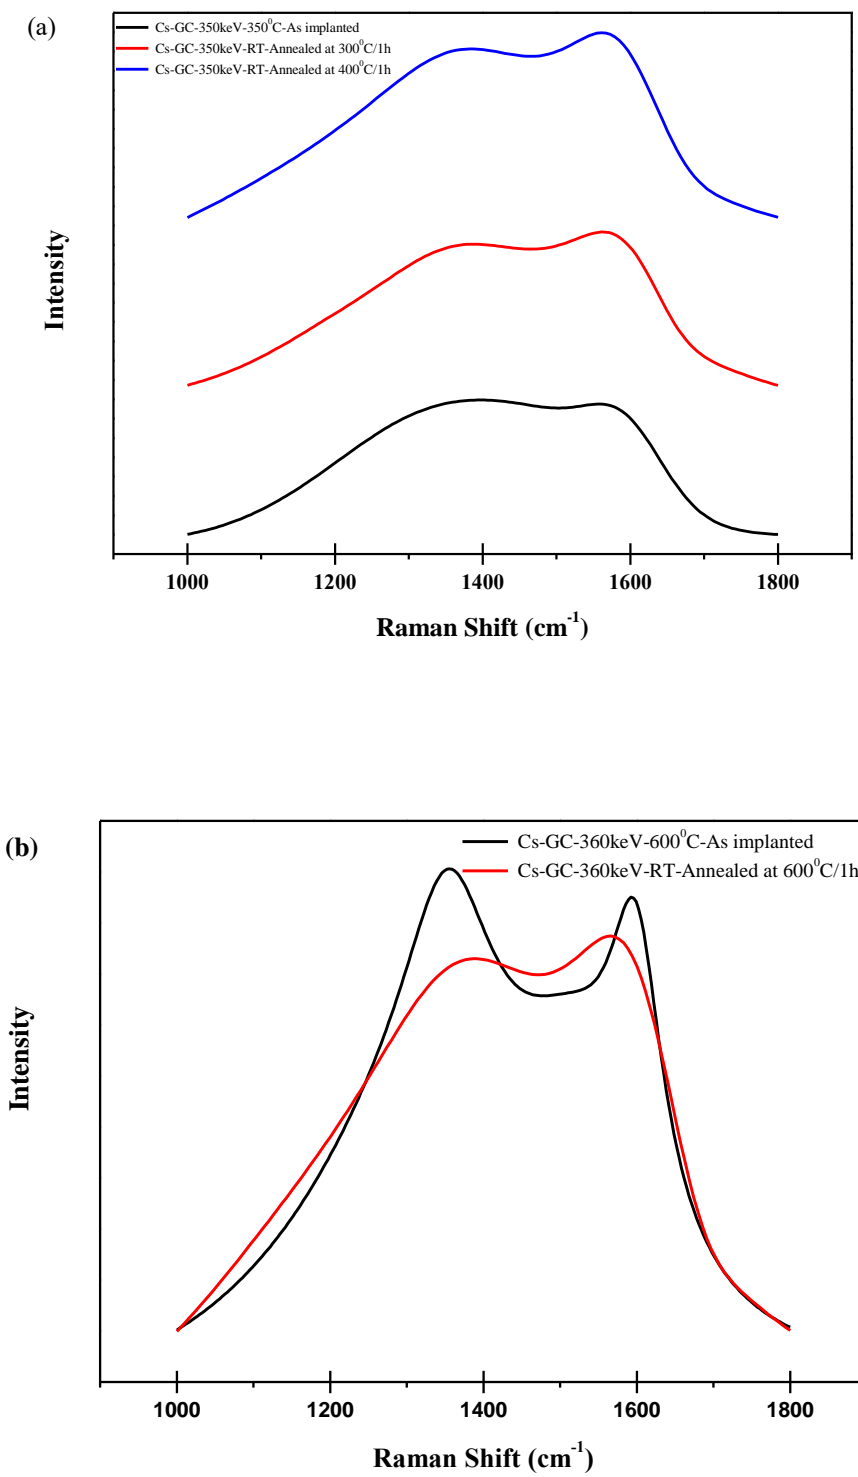 (a)
Cs-GC-350keV-350⁰C-As implanted
Cs-GC-350keV-RT-Annealed at 300⁰C/1h
Cs-GC-350keV-RT-Annealed at 400⁰C/1h
Intensity
1000 1200 1400 1600 1800
Raman Shift (cm⁻¹)
(b)
Cs-GC-360keV-600⁰C-As implanted
Cs-GC-360keV-RT-Annealed at 600⁰C/1h
Intensity
1000 1200 1400 1600 1800
Raman Shift (cm⁻¹)